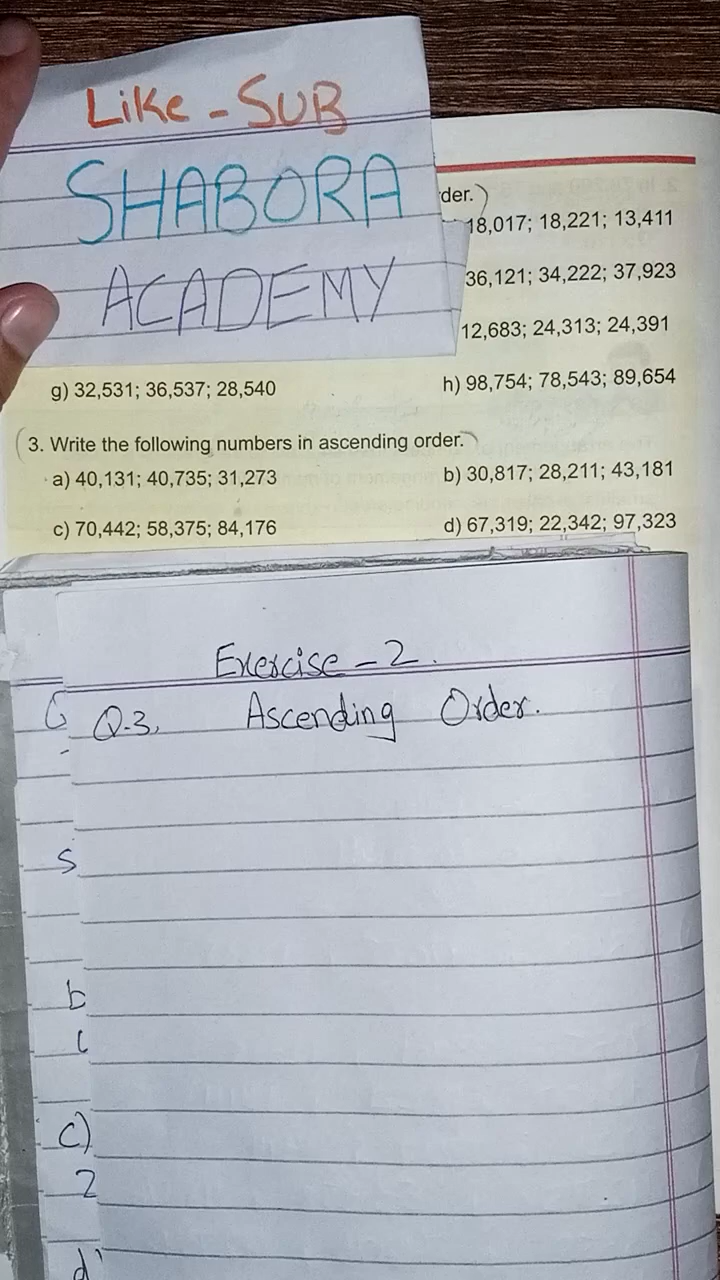 Like - SUB
SHABORA
ACADEMY
der.)
18,017; 18,221; 13,411
36,121; 34,222; 37,923
12,683; 24,313; 24,391
g) 32,531; 36,537; 28,540
h) 98,754; 78,543; 89,654
(3. Write the following numbers in ascending order.)
a) 40,131; 40,735; 31,273
b) 30,817; 28,211; 43,181
c) 70,442; 58,375; 84,176
d) 67,319; 22,342; 97,323
Exercise - 2.
Q.3, Ascending Order.
S
b
c)
2
d)